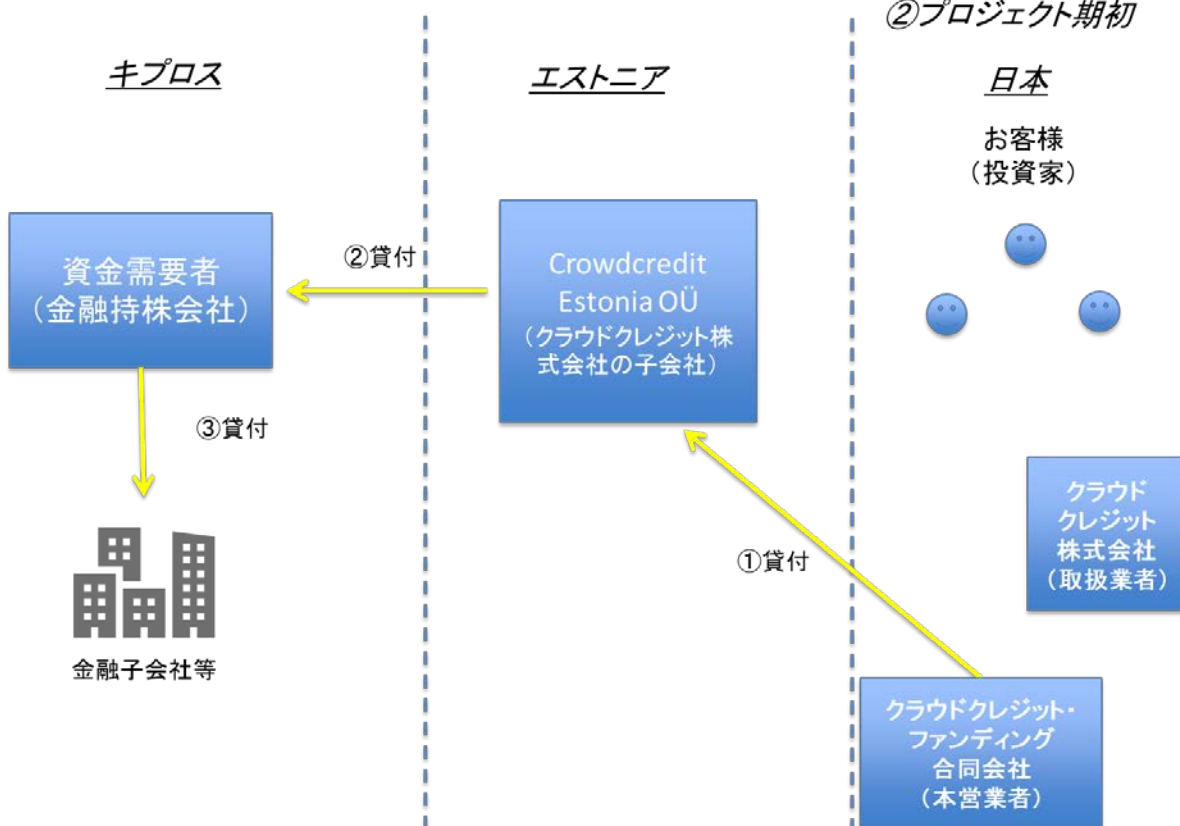 ②プロジェクト期初
キプロス
エストニア
日本
お客様
（投資家）
資金需要者
（金融持株会社）
②貸付
Crowdcredit
Estonia OÜ
（クラウドクレジット株
式会社の子会社）
③貸付
①貸付
クラウド
クレジット
株式会社
（取扱業者）
金融子会社等
クラウドクレジット・
ファンディング
合同会社
（本営業者）